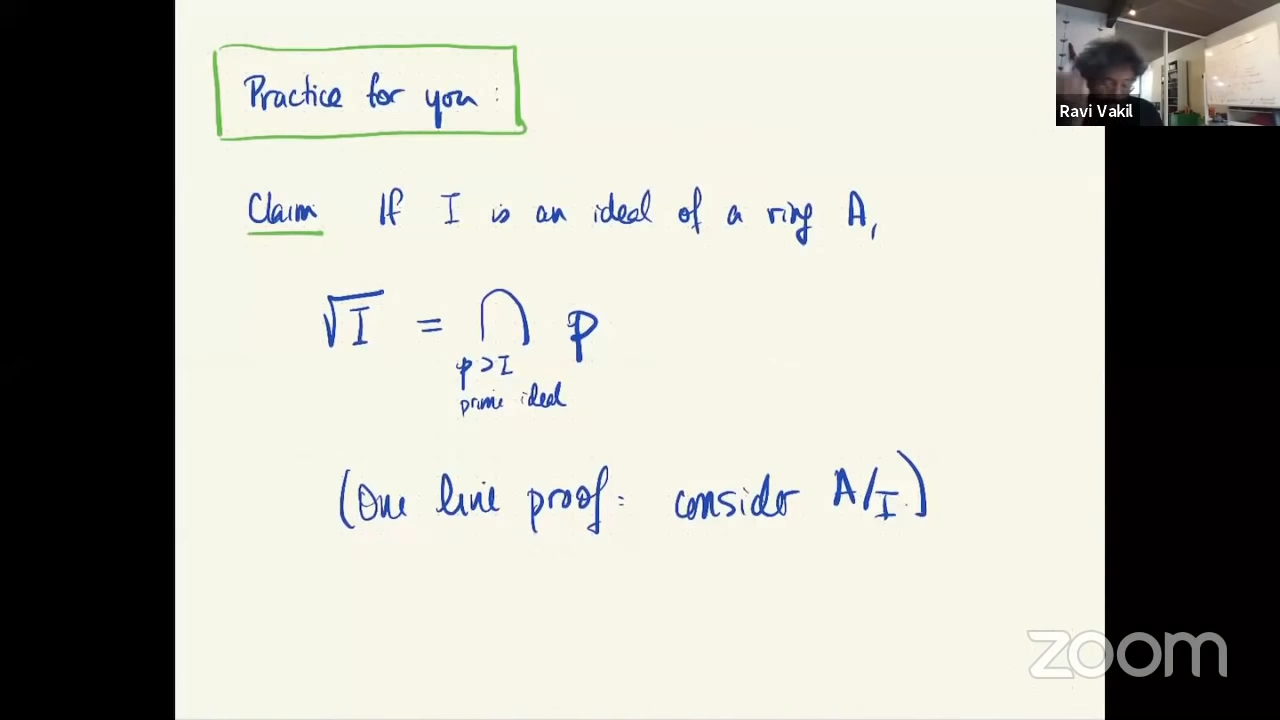 Practice for you:
Ravi Vakil
Claim If I is an ideal of a ring A,
√I = ⋂ p
p ⊃ I
prime ideal
(One line proof: consider A/I.)
zoom